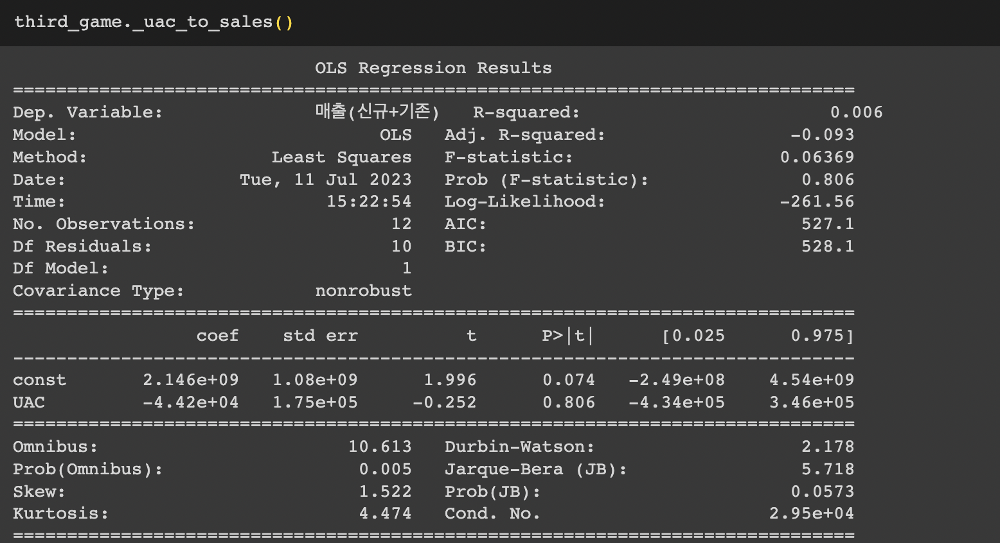 third_game._uac_to_sales()
OLS Regression Results
==============================================================================
Dep. Variable: 매출(신규+기존) R-squared: 0.006
Model: OLS Adj. R-squared: -0.093
Method: Least Squares F-statistic: 0.06369
Date: Tue, 11 Jul 2023 Prob (F-statistic): 0.806
Time: 15:22:54 Log-Likelihood: -261.56
No. Observations: 12 AIC: 527.1
Df Residuals: 10 BIC: 528.1
Df Model: 1
Covariance Type: nonrobust
==============================================================================
coef std err t P>|t| [0.025 0.975]
------------------------------------------------------------------------------
const 2.146e+09 1.08e+09 1.996 0.074 -2.49e+08 4.54e+09
UAC -4.42e+04 1.75e+05 -0.252 0.806 -4.34e+05 3.46e+05
==============================================================================
Omnibus: 10.613 Durbin-Watson: 2.178
Prob(Omnibus): 0.005 Jarque-Bera (JB): 5.718
Skew: 1.522 Prob(JB): 0.0573
Kurtosis: 4.474 Cond. No. 2.95e+04
==============================================================================